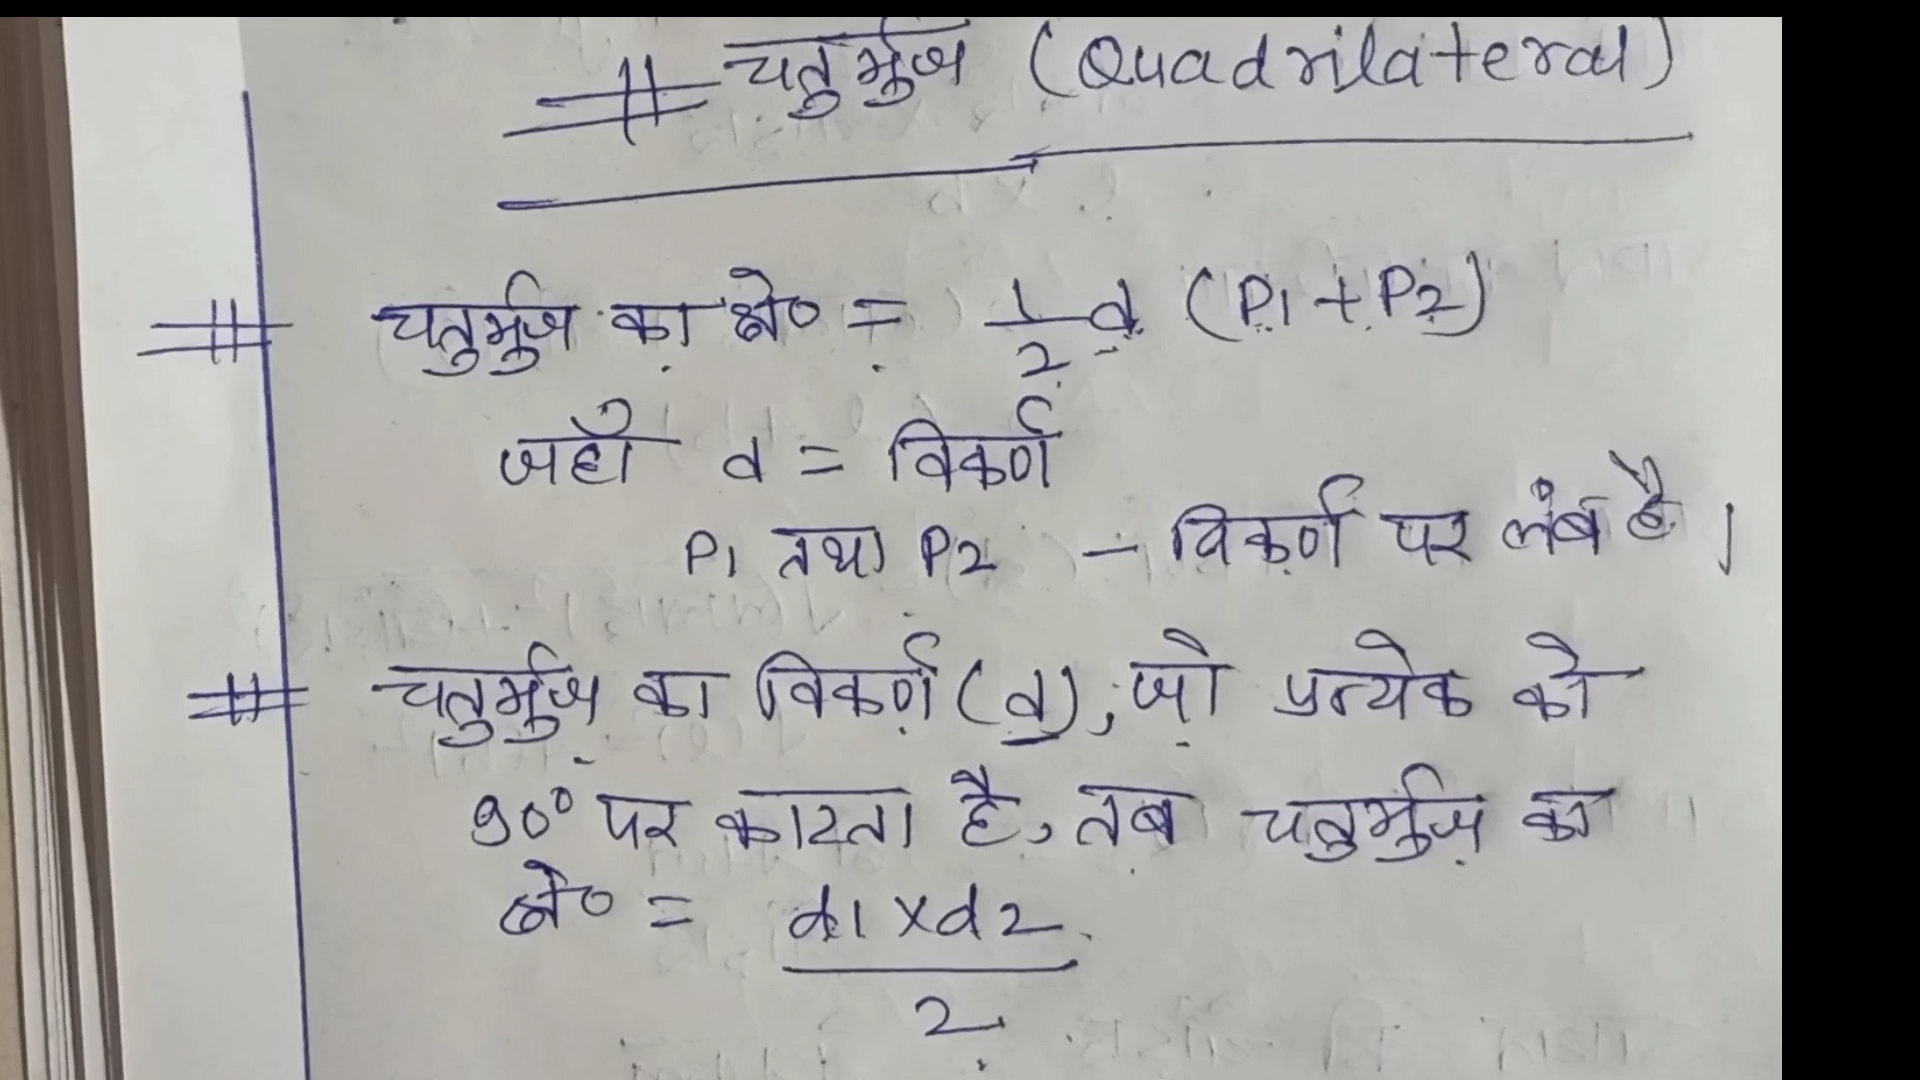 # चतुर्भुज (Quadrilateral)
# चतुर्भुज का क्षे० = 1/2 d (P1 + P2)
जहाँ d = विकर्ण
P1 तथा P2 – विकर्ण पर लंब है।
# चतुर्भुज का विकर्ण (d), जो प्रत्येक को
90° पर काटता है, तब चतुर्भुज का
क्षे० = d1 x d2
2